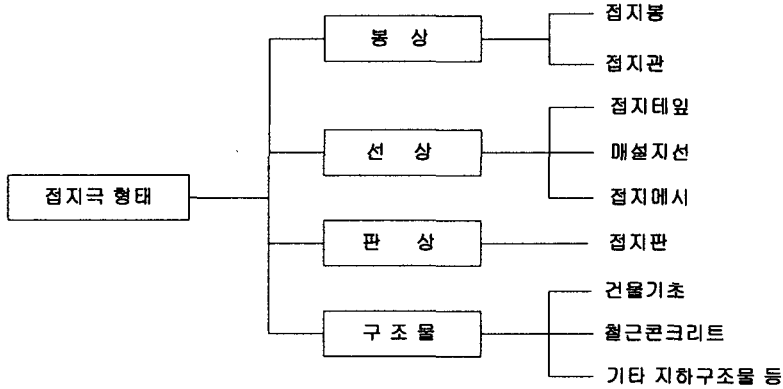 접지극 형태
봉 상
접지봉
접지관
선 상
접지테잎
매설지선
접지메시
판 상
접지판
구 조 물
건물기초
철근콘크리트
기타 지하구조물 등